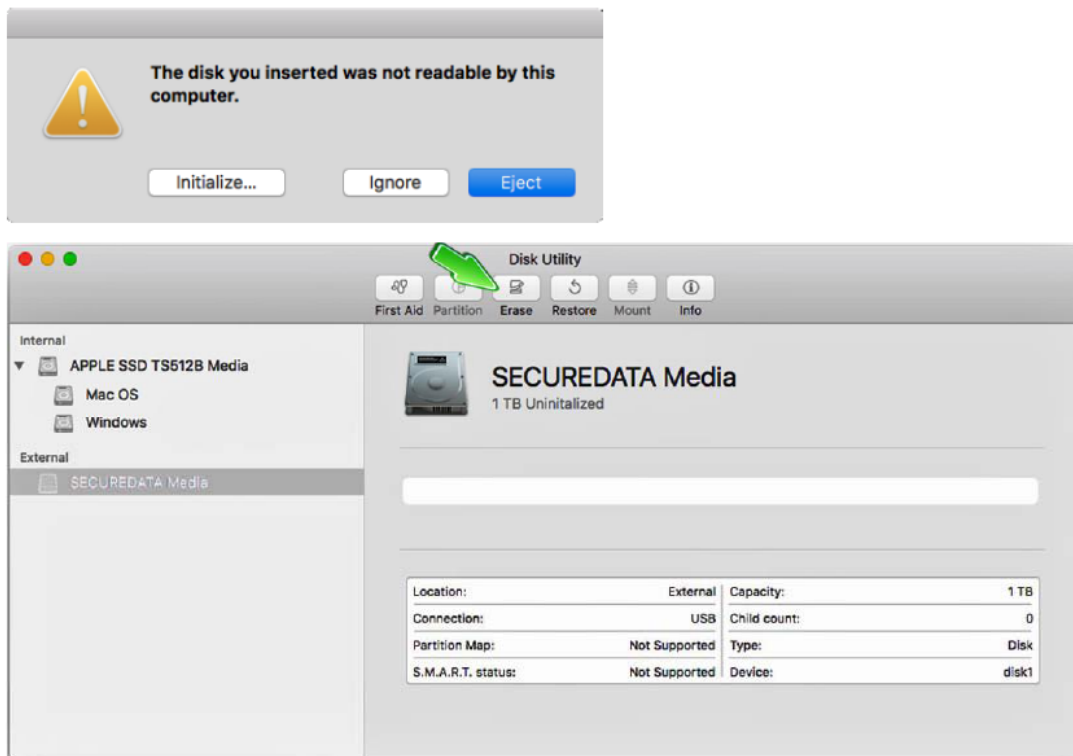 The disk you inserted was not readable by this
computer.
Initialize...
Ignore
Eject
Disk Utility
First Aid
Partition
Erase
Restore
Mount
Info
Internal
APPLE SSD TS512B Media
Mac OS
Windows
External
SECUREDATA Media
SECUREDATA Media
1 TB Uninitalized
Location: External
Capacity: 1 TB
Connection: USB
Child count: 0
Partition Map: Not Supported
Type: Disk
S.M.A.R.T. status: Not Supported
Device: disk1